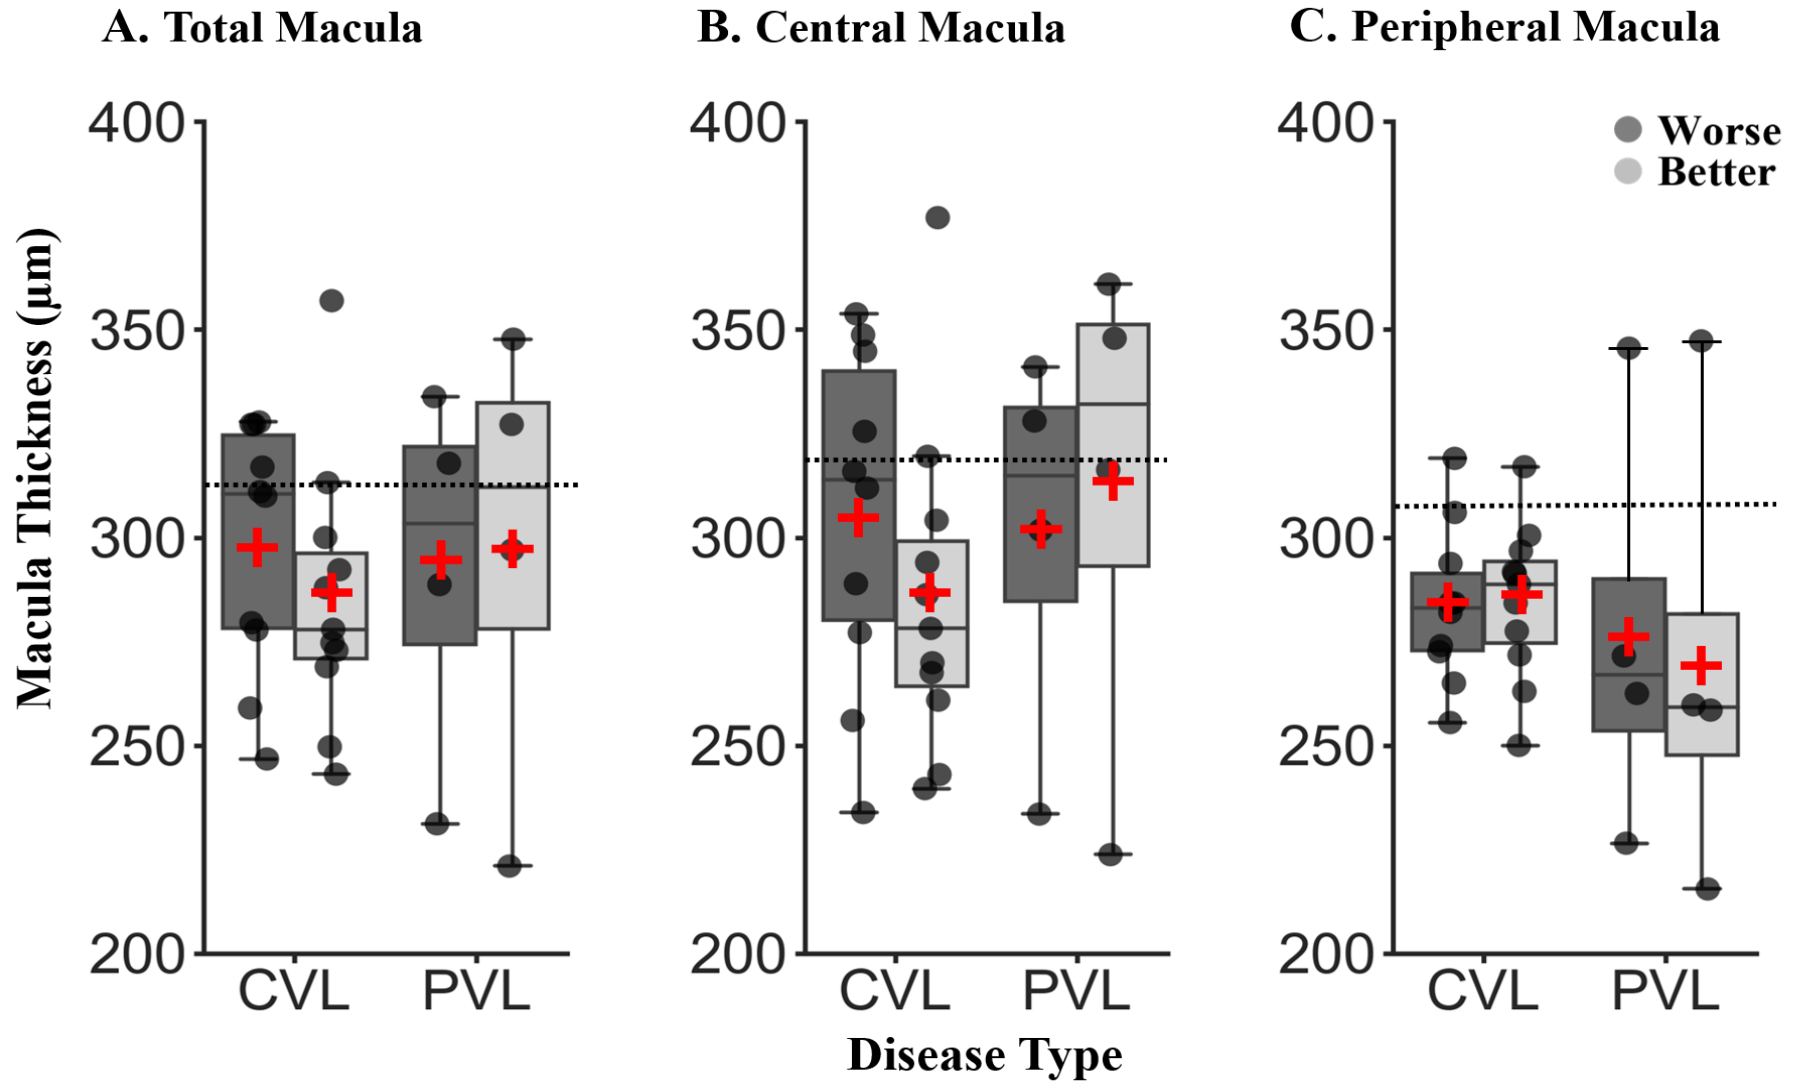 A. Total Macula
B. Central Macula
C. Peripheral Macula
Macula Thickness (μm)
400
350
300
250
200
CVL
PVL
400
350
300
250
200
CVL
PVL
400
350
300
250
200
CVL
PVL
Worse
Better
Disease Type